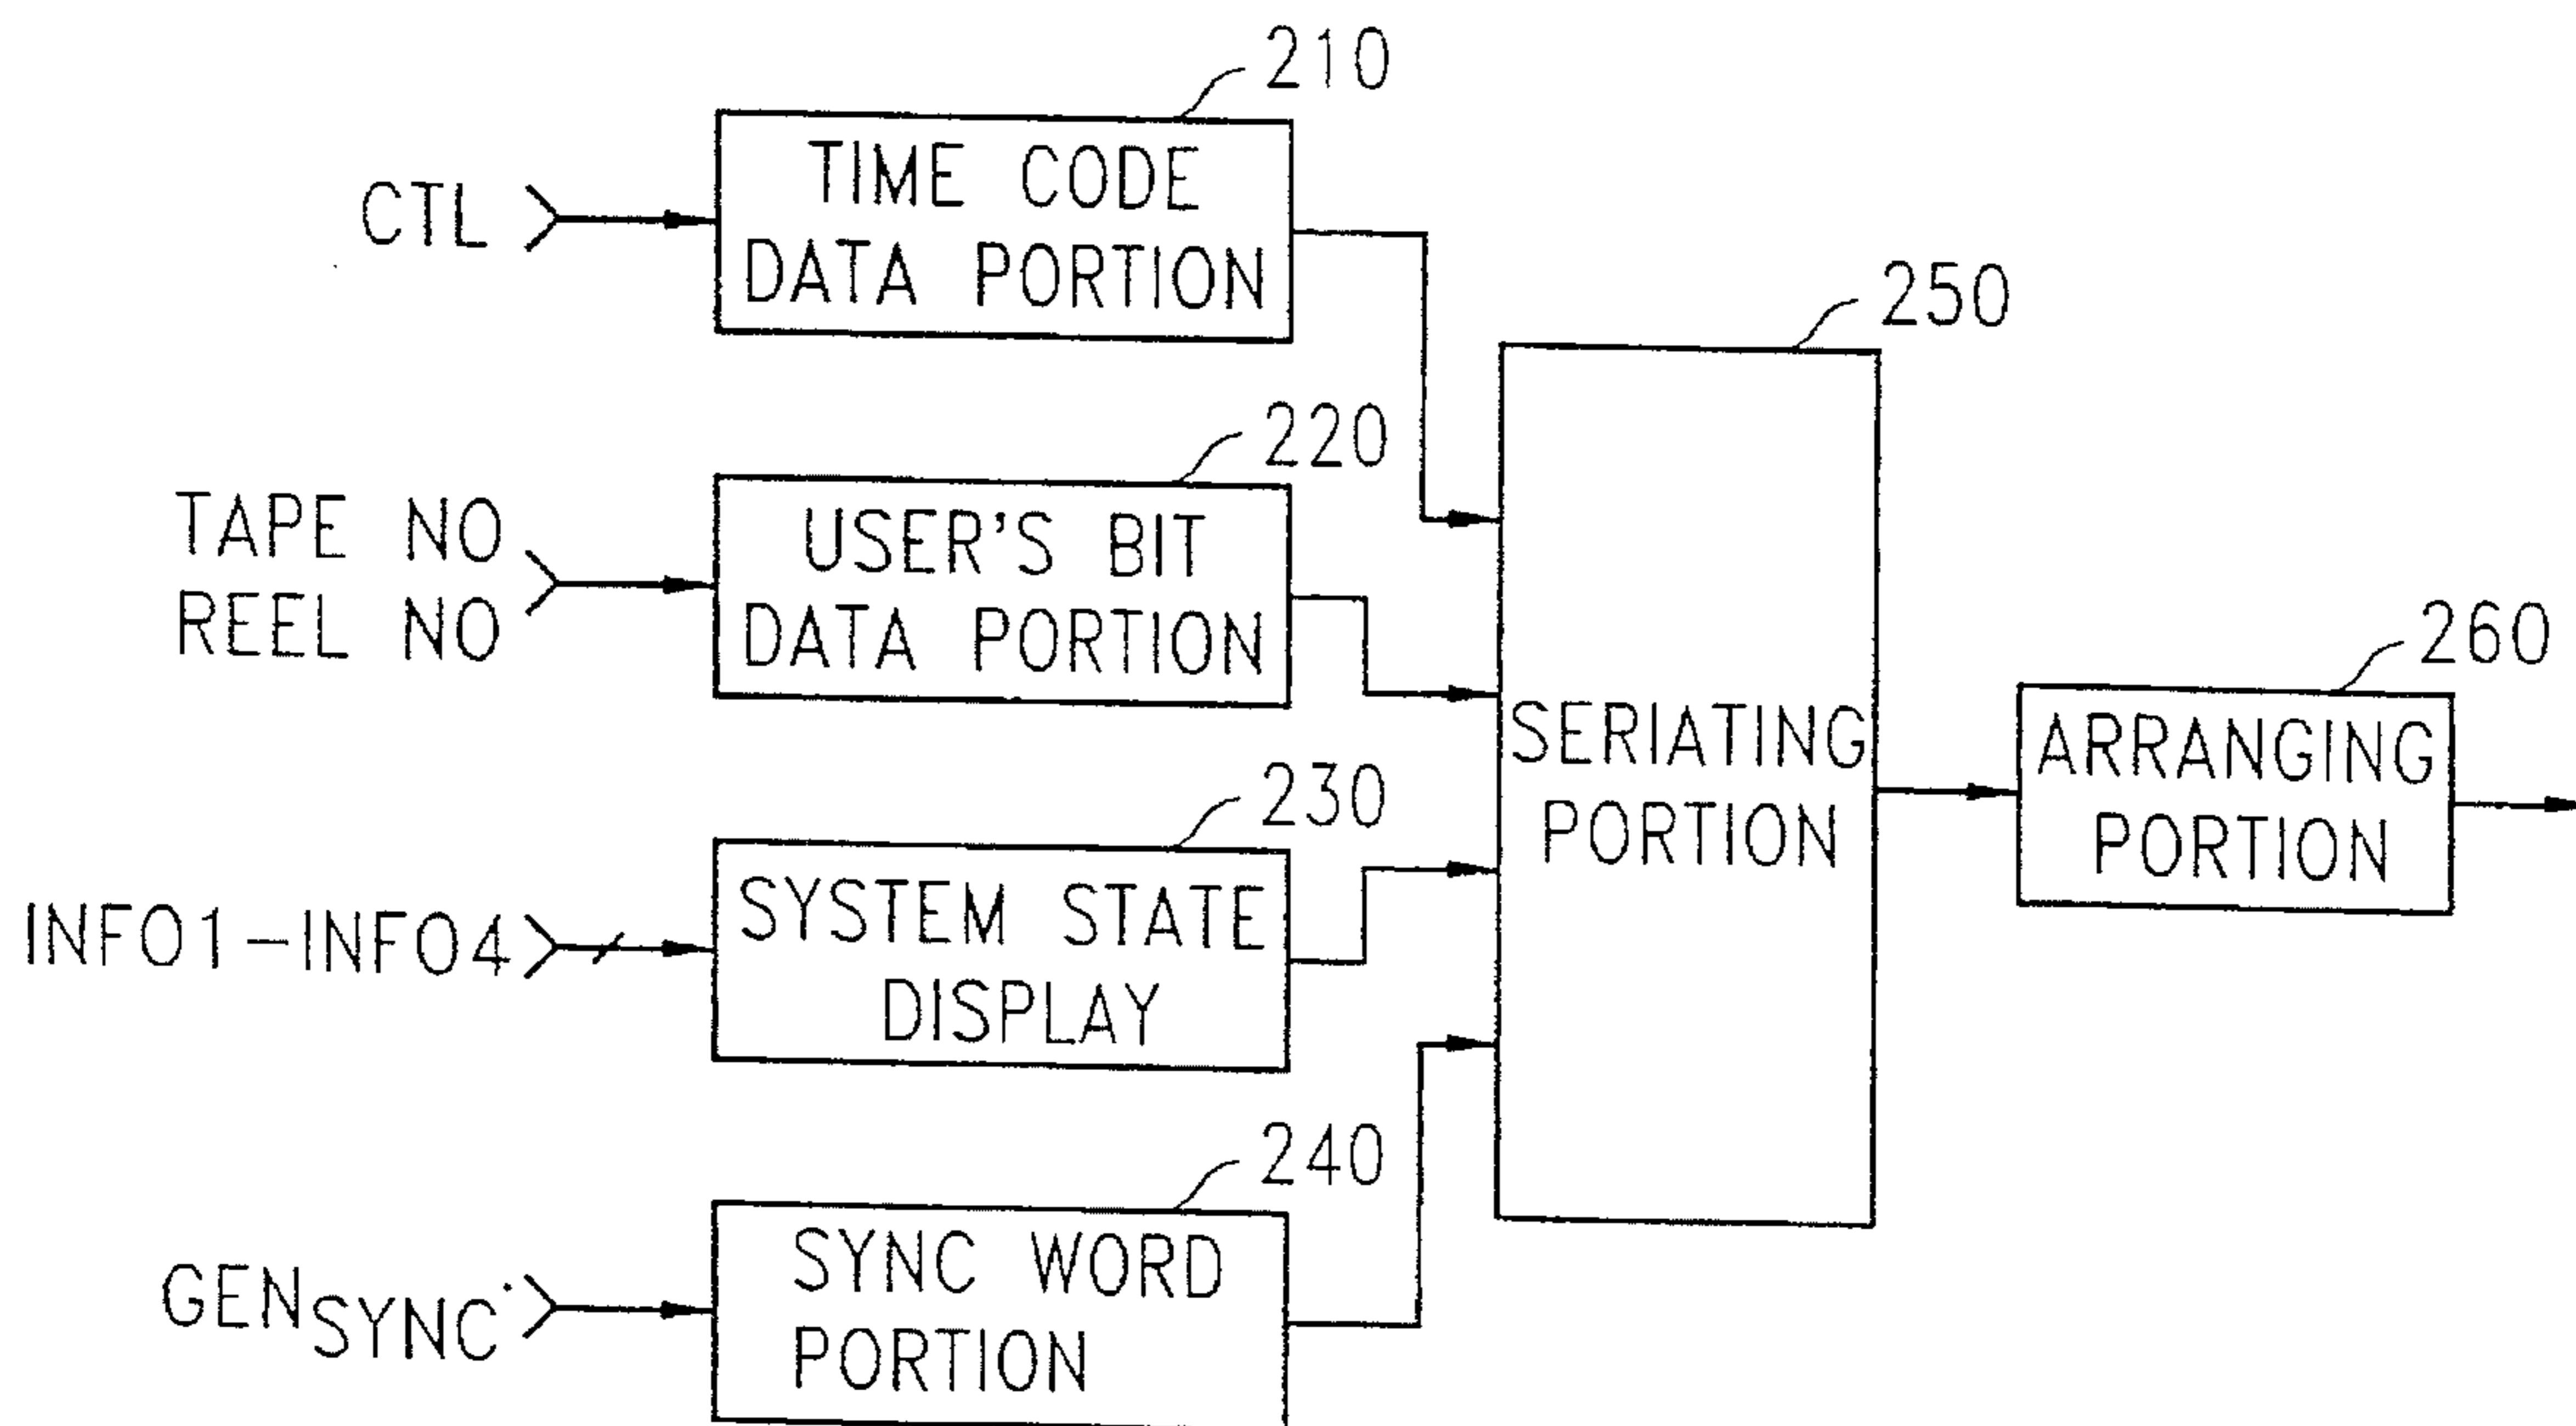 210
CTL
TIME CODE
DATA PORTION
220
TAPE NO
REEL NO
USER'S BIT
DATA PORTION
230
INFO1-INFO4
SYSTEM STATE
DISPLAY
240
GENSYNC
SYNC WORD
PORTION
250
SERIATING
PORTION
260
ARRANGING
PORTION